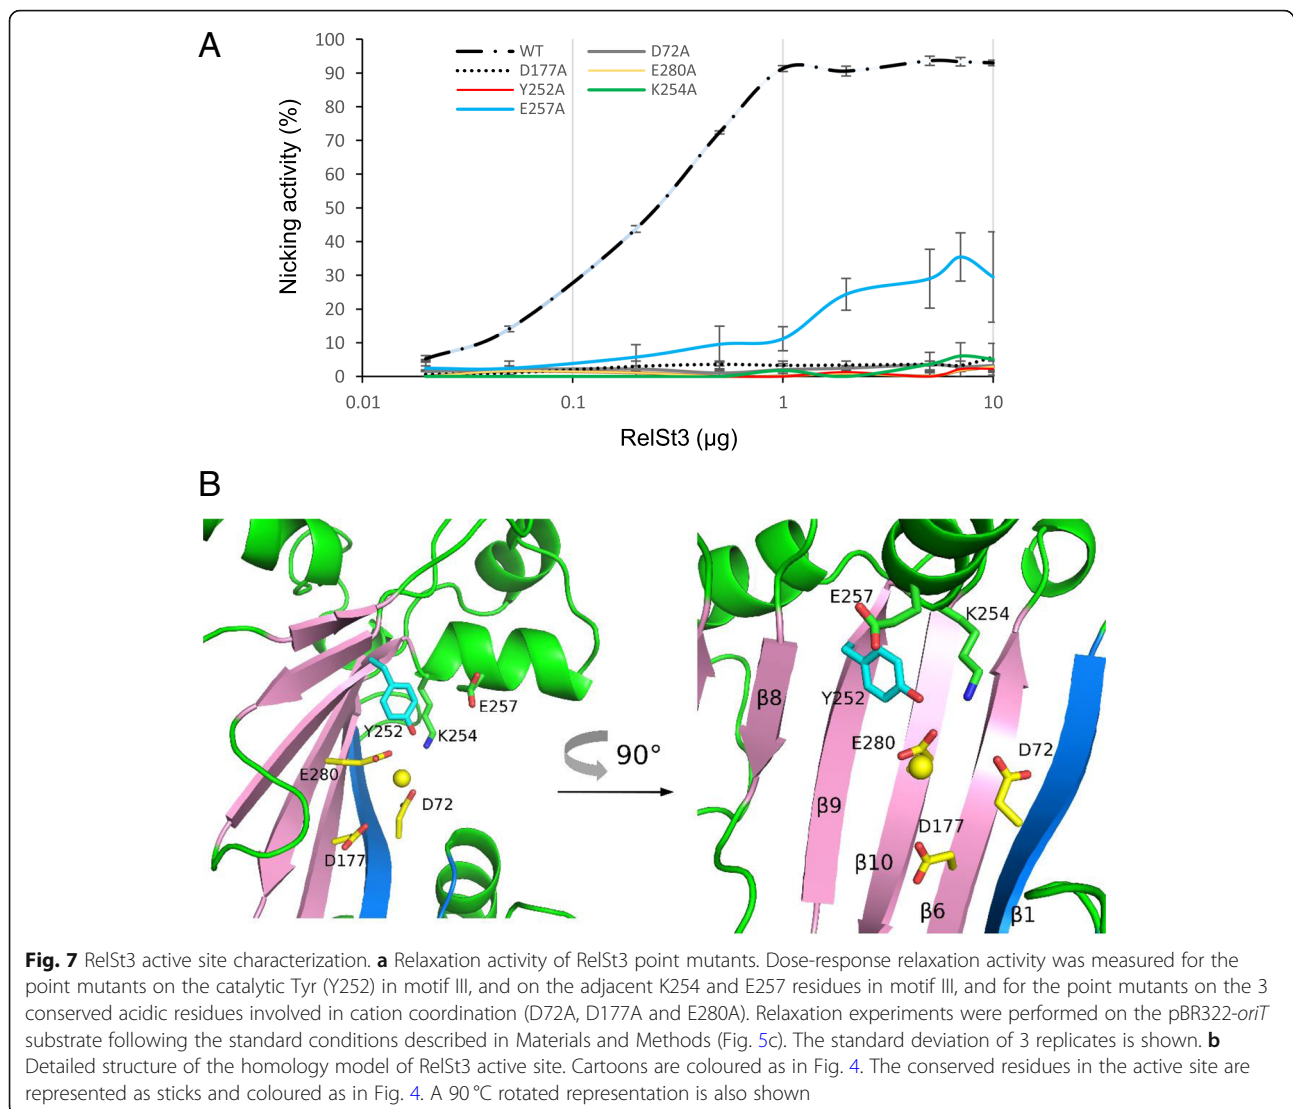 A
100
90
80
70
60
50
40
30
20
10
0
Nicking activity (%)
WT
D177A
Y252A
E257A
D72A
E280A
K254A
0.01 0.1 1 10
RelSt3 (µg)
B
E257
Y252
K254
E280
D72
D177
90°
E257
K254
β8
Y252
E280
D72
β9
D177
β10
β6
β1
Fig. 7 RelSt3 active site characterization. a Relaxation activity of RelSt3 point mutants. Dose-response relaxation activity was measured for the
point mutants on the catalytic Tyr (Y252) in motif III, and on the adjacent K254 and E257 residues in motif III, and for the point mutants on the 3
conserved acidic residues involved in cation coordination (D72A, D177A and E280A). Relaxation experiments were performed on the pBR322-oriT
substrate following the standard conditions described in Materials and Methods (Fig. 5c). The standard deviation of 3 replicates is shown. b
Detailed structure of the homology model of RelSt3 active site. Cartoons are coloured as in Fig. 4. The conserved residues in the active site are
represented as sticks and coloured as in Fig. 4. A 90 °C rotated representation is also shown